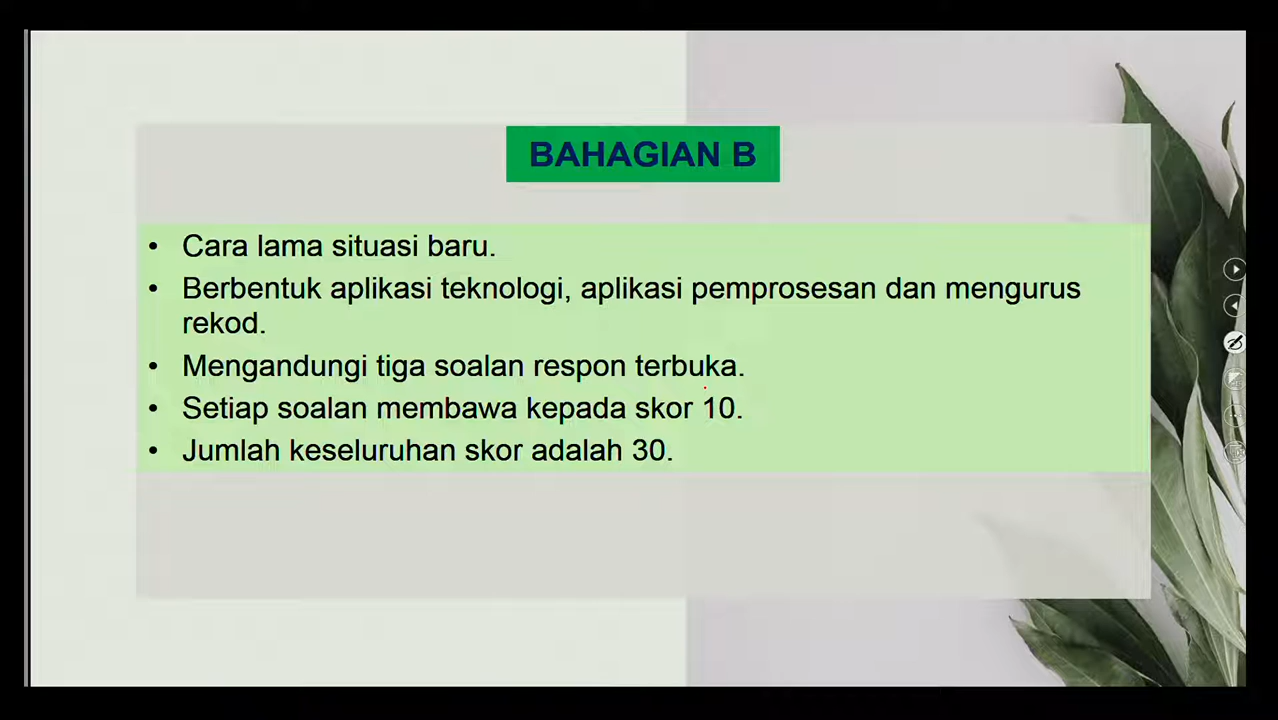 BAHAGIAN B
• Cara lama situasi baru.
• Berbentuk aplikasi teknologi, aplikasi pemprosesan dan mengurus
rekod.
• Mengandungi tiga soalan respon terbuka.
• Setiap soalan membawa kepada skor 10.
• Jumlah keseluruhan skor adalah 30.